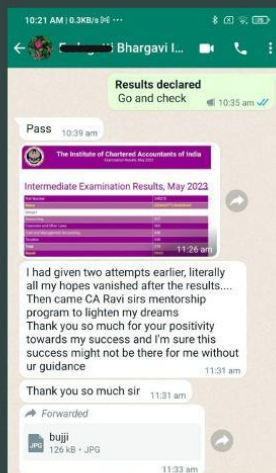 10:21 AM | 0.3KB/s
Bhargavi I...
Results declared
Go and check
10:35 am
Pass
10:39 am
The Institute of Chartered Accountants of India
Intermediate Examination Results, May 2023
11:26 am
I had given two attempts earlier, literally
all my hopes vanished after the results....
Then came CA Ravi sirs mentorship
program to lighten my dreams
Thank you so much for your positivity
towards my success and I'm sure this
success might not be there for me without
ur guidance
11:31 am
Thank you so much sir
11:31 am
Forwarded
bujji
JPG
126 kB • JPG
11:33 am